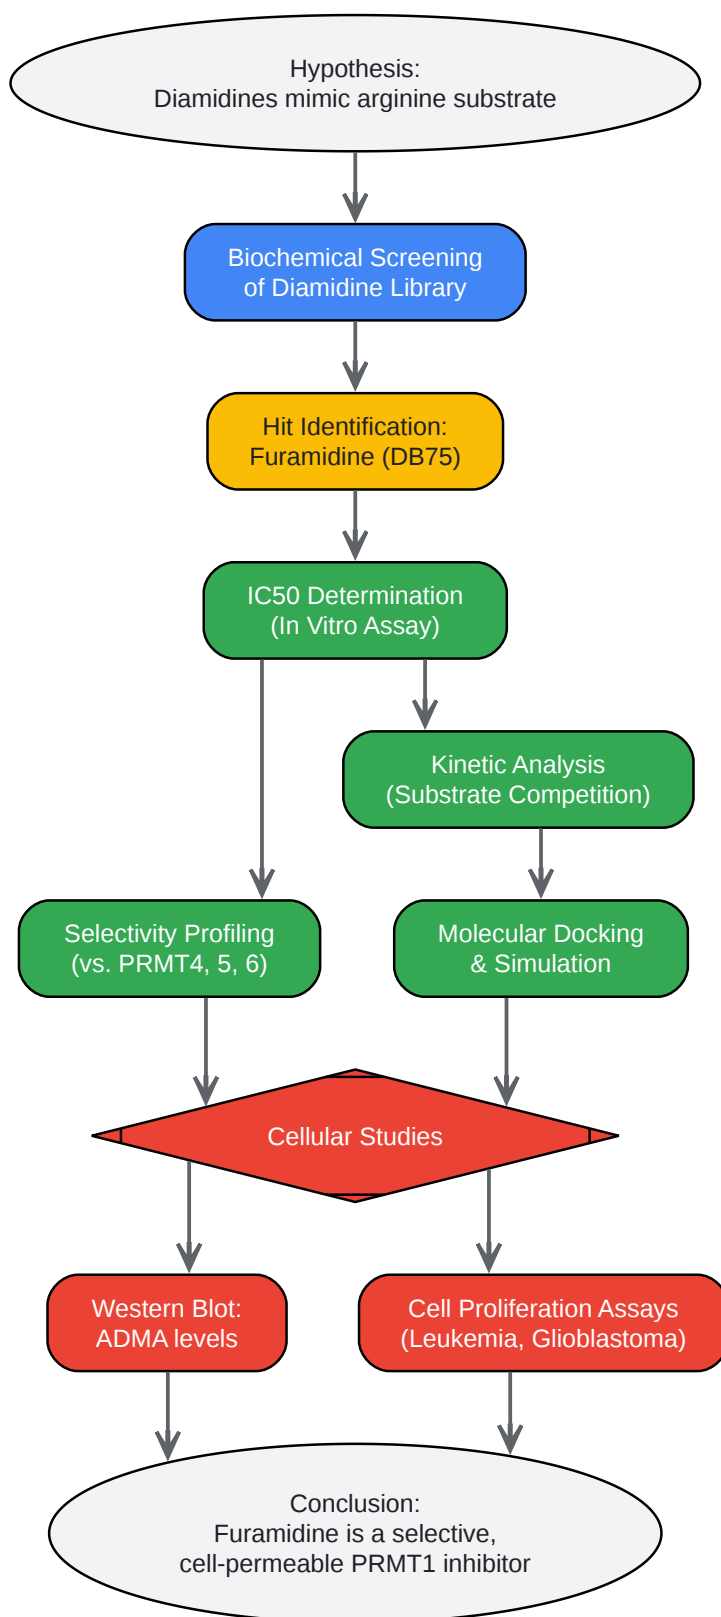 Hypothesis:
Diamidines mimic arginine substrate
Biochemical Screening
of Diamidine Library
Hit Identification:
Furamidine (DB75)
IC50 Determination
(In Vitro Assay)
Kinetic Analysis
(Substrate Competition)
Selectivity Profiling
(vs. PRMT4, 5, 6)
Molecular Docking
& Simulation
Cellular Studies
Western Blot:
ADMA levels
Cell Proliferation Assays
(Leukemia, Glioblastoma)
Conclusion:
Furamidine is a selective,
cell-permeable PRMT1 inhibitor